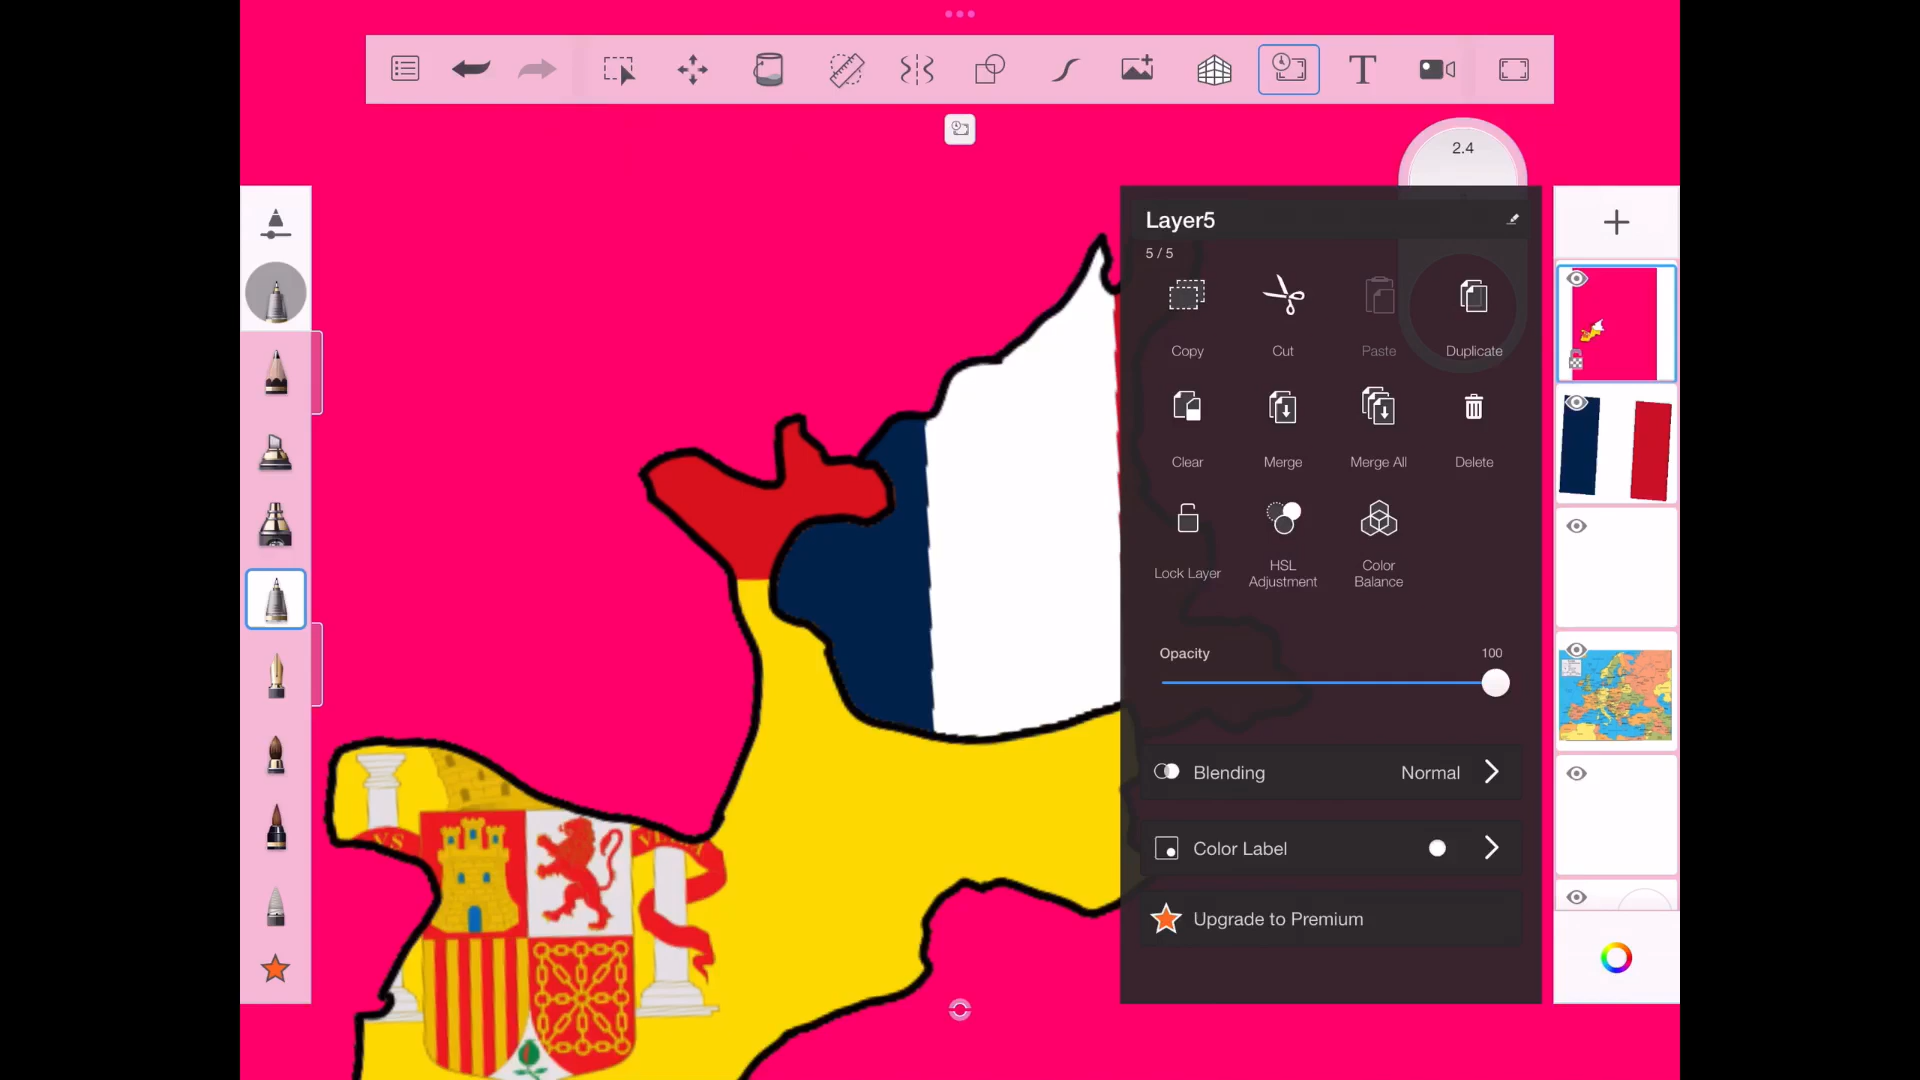 T
2.4
Layer5
5 / 5
Copy
Cut
Paste
Duplicate
Clear
Merge
Merge All
Delete
Lock Layer
HSL
Adjustment
Color
Balance
Opacity
100
Blending
Normal
Color Label
Upgrade to Premium
VS